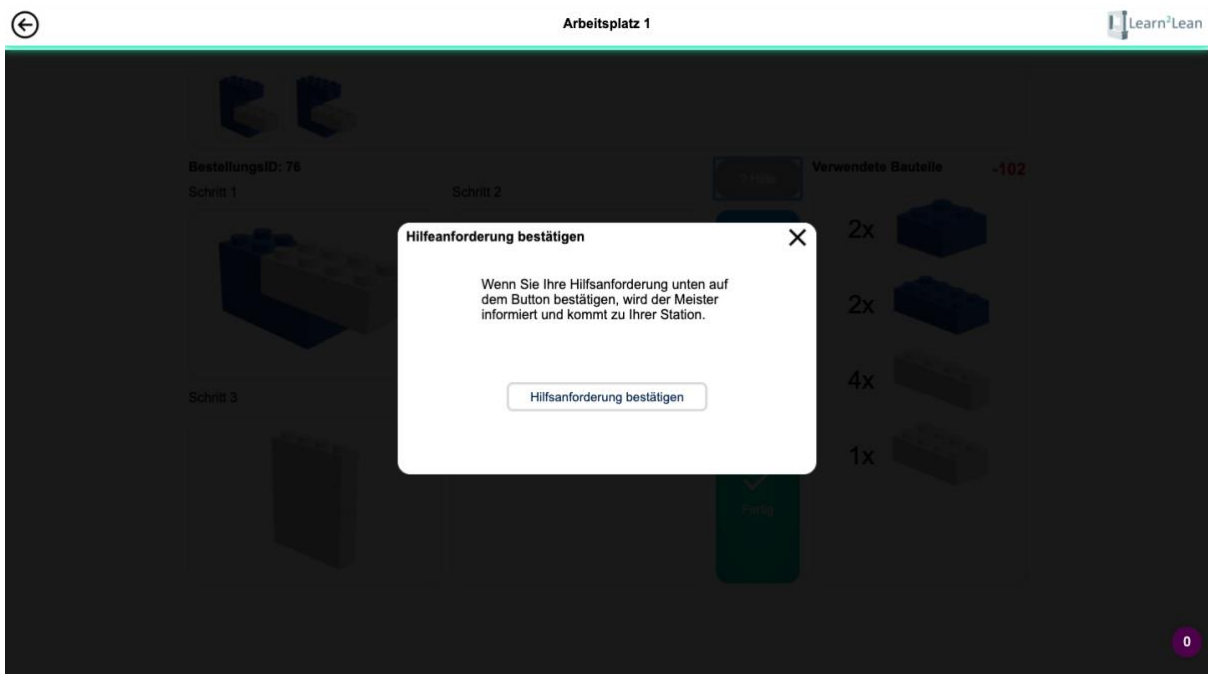 Arbeitsplatz 1
Learn²Lean
BestellungsID: 76
Verwendete Bauteile
-102
Schritt 1
Schritt 2
2x
Hilfeanforderung bestätigen
Wenn Sie Ihre Hilfsanforderung unten auf
dem Button bestätigen, wird der Meister
informiert und kommt zu Ihrer Station.
2x
4x
Schritt 3
Hilfsanforderung bestätigen
1x
Fertig
0